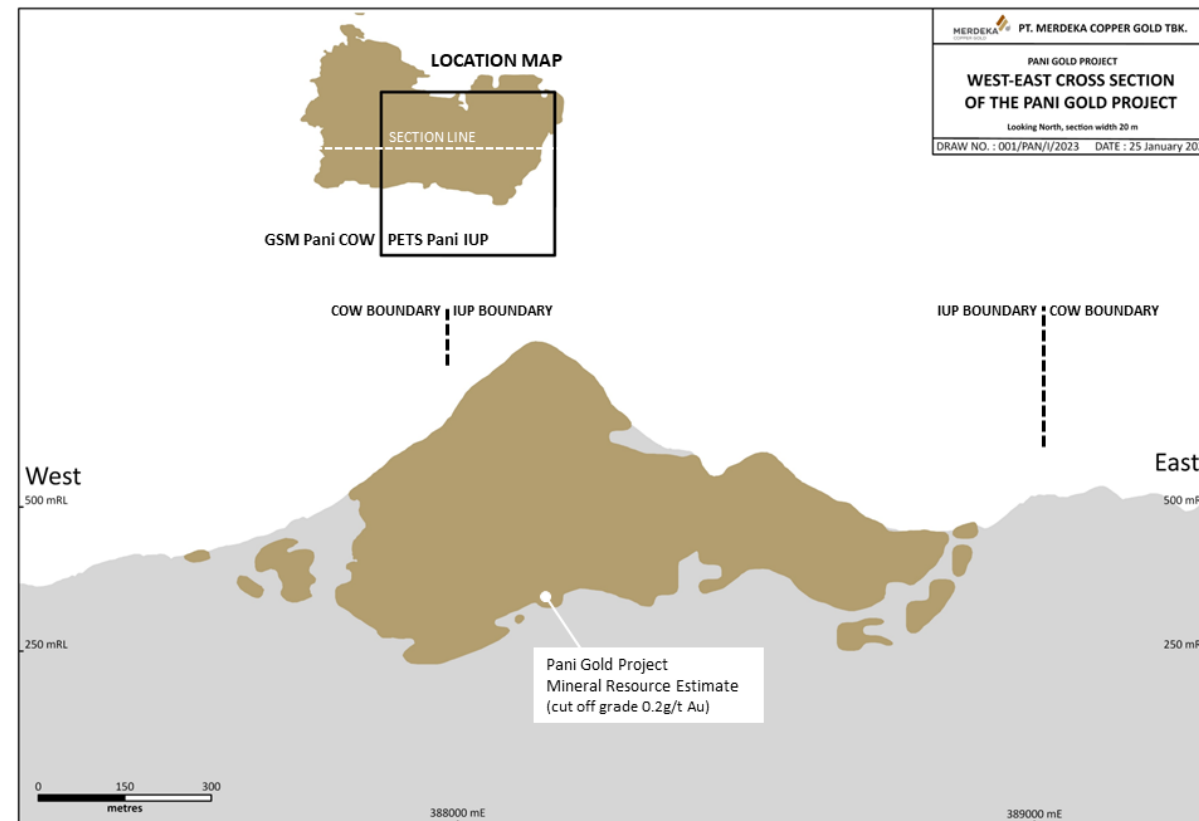 LOCATION MAP
SECTION LINE
GSM Pani COW
PETS Pani IUP
MERDEKA
COPPER GOLD
PT. MERDEKA COPPER GOLD TBK.
PANI GOLD PROJECT
WEST-EAST CROSS SECTION
OF THE PANI GOLD PROJECT
Looking North, section width 20 m
DRAW NO. : 001/PAN/I/2023 DATE : 25 January 202
COW BOUNDARY
IUP BOUNDARY
IUP BOUNDARY
COW BOUNDARY
West
East
500 mRL
500 mR
250 mRL
250 mR
Pani Gold Project
Mineral Resource Estimate
(cut off grade 0.2g/t Au)
0 150 300
metres
388000 mE
389000 mE